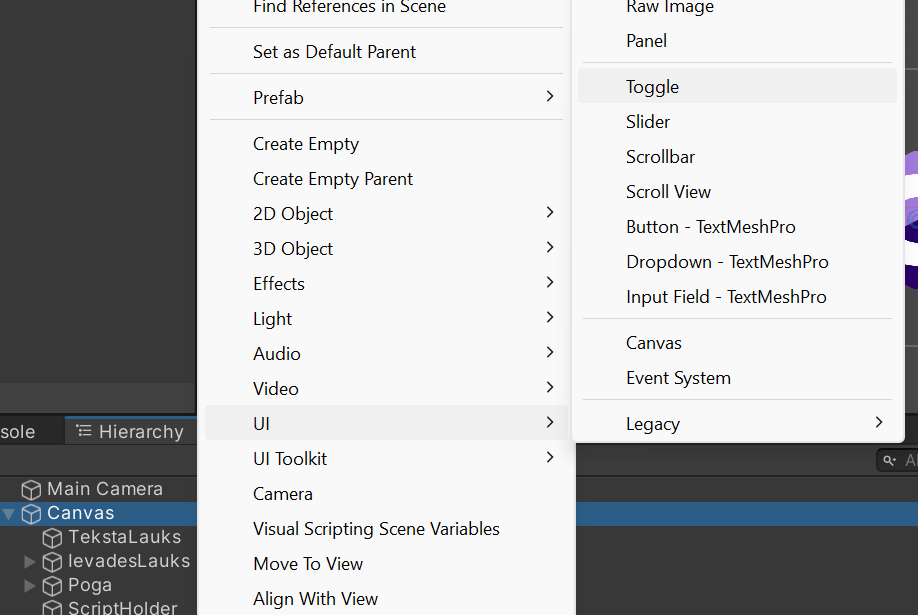 Find References in Scene
Set as Default Parent
Prefab
Create Empty
Create Empty Parent
2D Object
3D Object
Effects
Light
Audio
Video
UI
UI Toolkit
Camera
Visual Scripting Scene Variables
Move To View
Align With View
Raw Image
Panel
Toggle
Slider
Scrollbar
Scroll View
Button - TextMeshPro
Dropdown - TextMeshPro
Input Field - TextMeshPro
Canvas
Event System
Legacy
sole
Hierarchy
Main Camera
Canvas
TekstaLauks
IevadesLauks
Poga
ScriptHolder